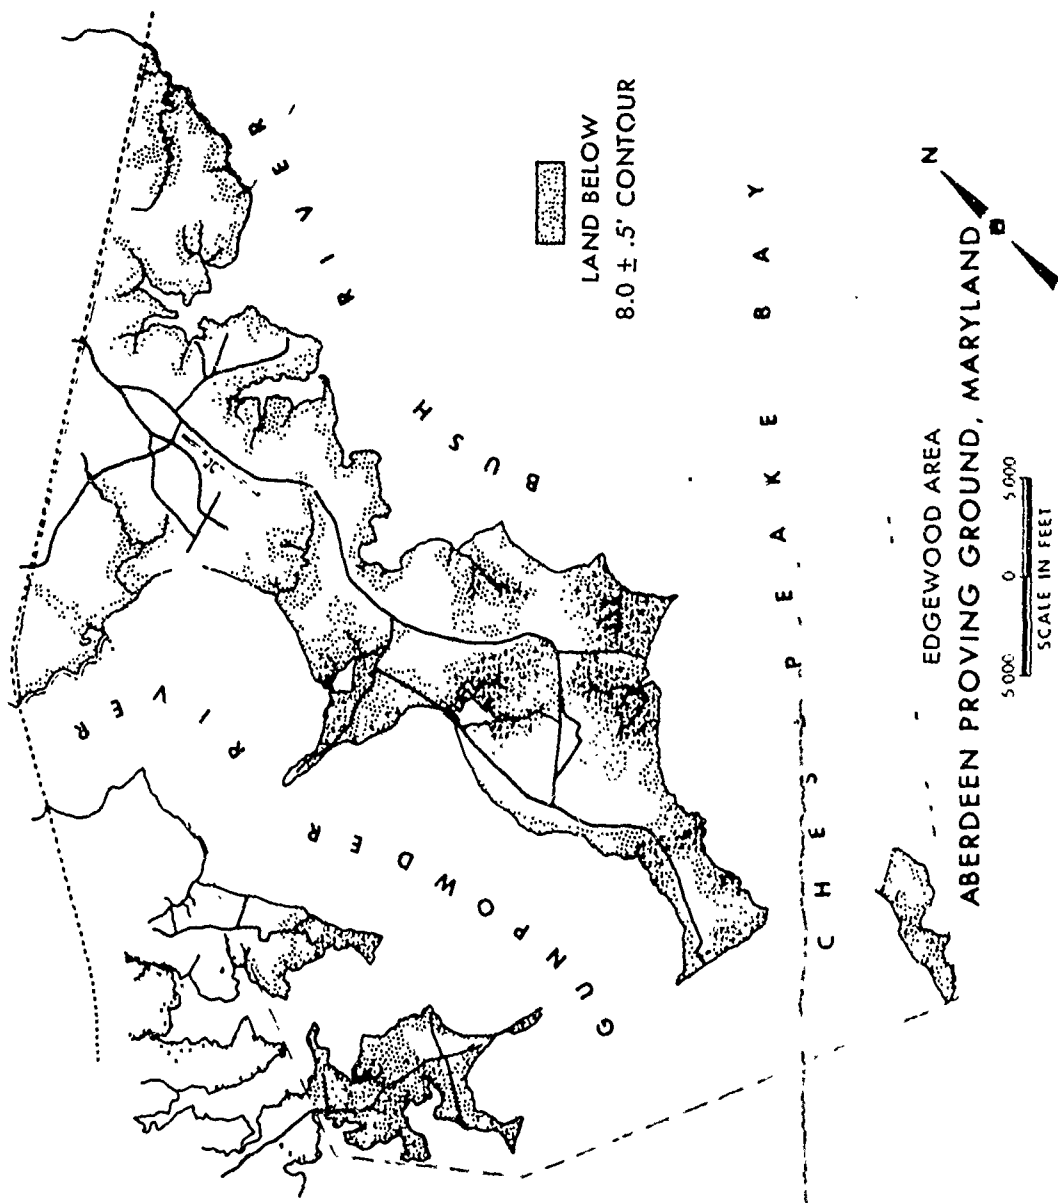 BUSH RIVER
GUNPOWDER RIVER
CHESAPEAKE BAY
LAND BELOW
8.0 ± .5' CONTOUR
N
EDGEWOOD AREA
ABERDEEN PROVING GROUND, MARYLAND
5000 0 5000
SCALE IN FEET